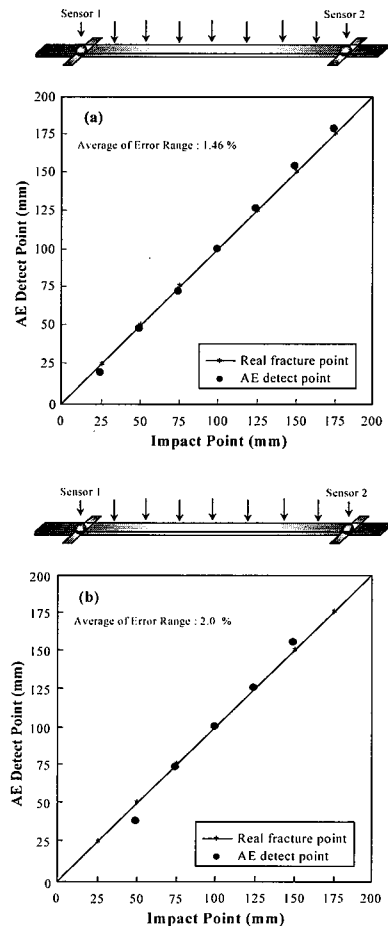 Sensor 1
Sensor 2
200
175
150
125
100
75
50
25
0
AE Detect Point (mm)
(a)
Average of Error Range : 1.46 %
Real fracture point
AE detect point
0 25 50 75 100 125 150 175 200
Impact Point (mm)
Sensor 1
Sensor 2
200
175
150
125
100
75
50
25
0
AE Detect Point (mm)
(b)
Average of Error Range : 2.0 %
Real fracture point
AE detect point
0 25 50 75 100 125 150 175 200
Impact Point (mm)